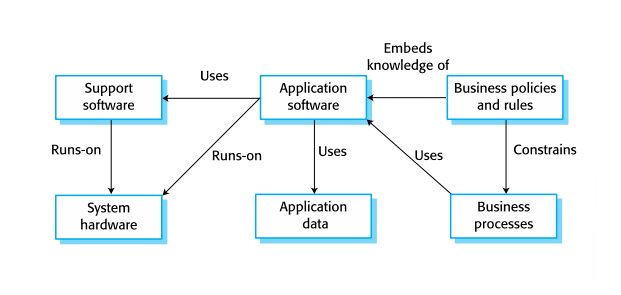 Embeds
knowledge of
Uses
Support
software
Application
software
Business policies
and rules
Runs-on
Runs-on
Uses
Uses
Constrains
System
hardware
Application
data
Business
processes